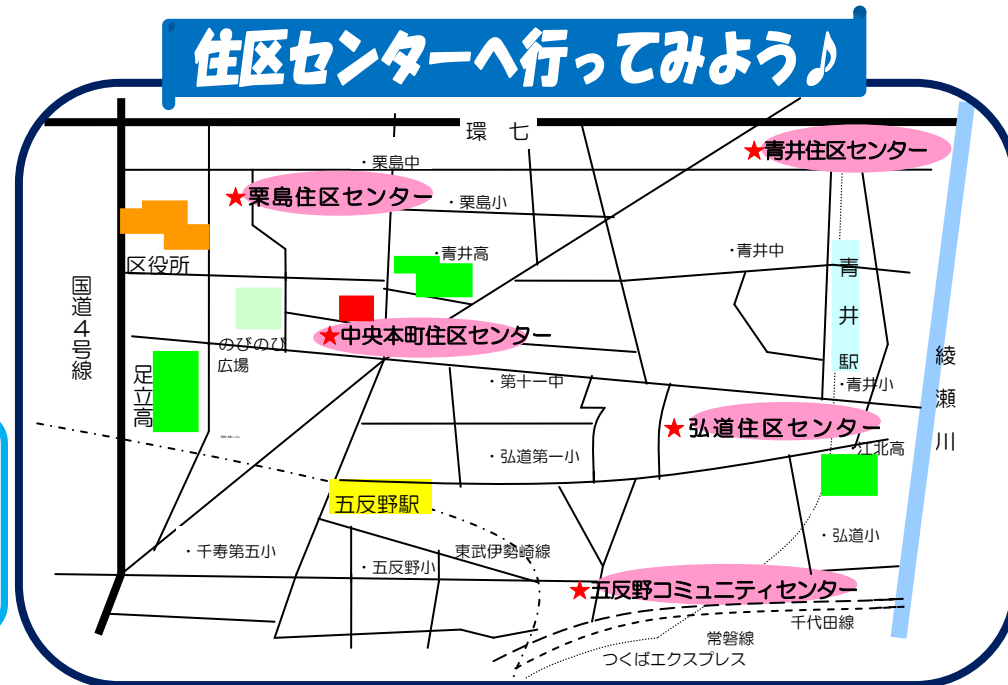 住区センターへ行ってみよう♪
環 七
・栗島中
★青井住区センター
★栗島住区センター
・栗島小
・青井高
・青井中
区役所
青井駅
国道4号線
のびのび
広場
★中央本町住区センター
綾瀬川
足立高
・第十一中
・青井小
★弘道住区センター
・江北高
・弘道第一小
五反野駅
・弘道小
・千寿第五小
東武伊勢崎線
・五反野小
★五反野コミュニティセンター
千代田線
常磐線
つくばエクスプレス